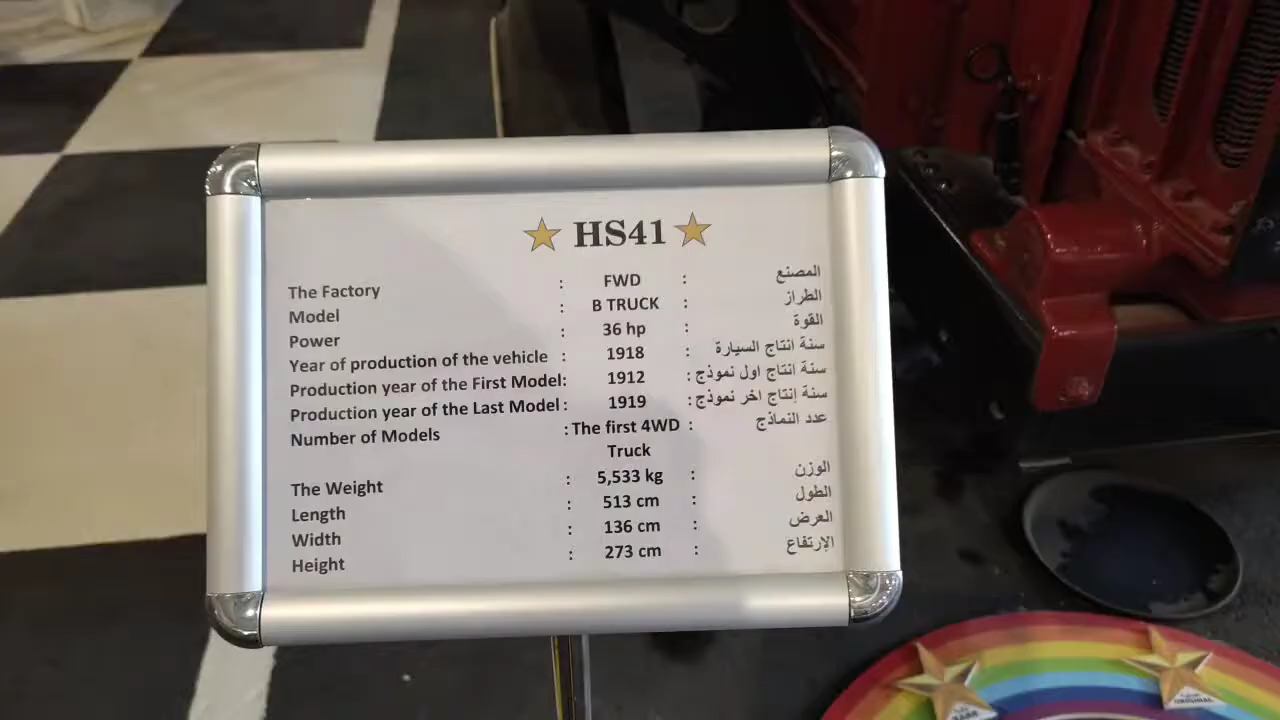 HS41
The Factory : FWD : المصنع
Model : B TRUCK : الطراز
Power : 36 hp : القوة
Year of production of the vehicle : 1918 : سنة انتاج السيارة
Production year of the First Model: 1912 : سنة إنتاج اول نموذج
Production year of the Last Model: 1919 : سنة إنتاج اخر نموذج
Number of Models : The first 4WD : عدد النماذج
Truck
The Weight : 5,533 kg : الوزن
Length : 513 cm : الطول
Width : 136 cm : العرض
Height : 273 cm : الإرتفاع
RARE
ORIGINAL